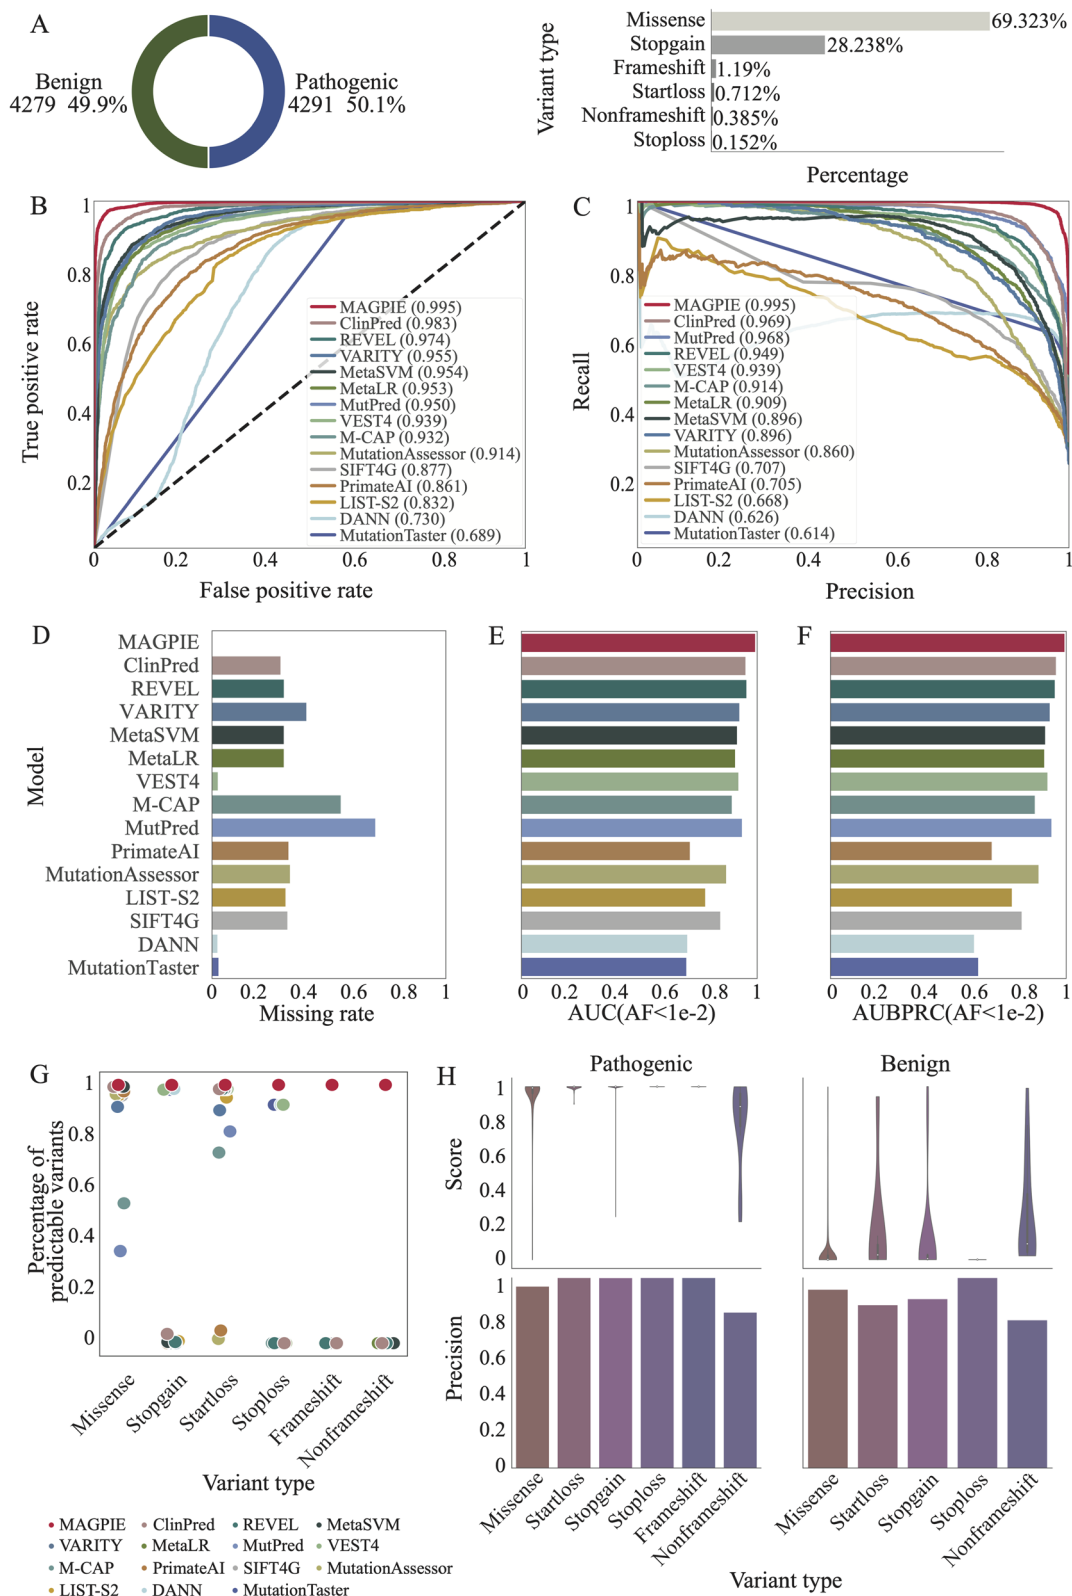 A
Benign
4279 49.9%
Pathogenic
4291 50.1%
Variant type
Missense 69.323%
Stopgain 28.238%
Frameshift 1.19%
Startloss 0.712%
Nonframeshift 0.385%
Stoploss 0.152%
Percentage
B
True positive rate
1
0.8
0.6
0.4
0.2
0 0.2 0.4 0.6 0.8 1
False positive rate
MAGPIE (0.995)
ClinPred (0.983)
REVEL (0.974)
VARITY (0.955)
MetaSVM (0.954)
MetaLR (0.953)
MutPred (0.950)
VEST4 (0.939)
M-CAP (0.932)
MutationAssessor (0.914)
SIFT4G (0.877)
PrimateAI (0.861)
LIST-S2 (0.832)
DANN (0.730)
MutationTaster (0.689)
C
Recall
1
0.8
0.6
0.4
0.2
0 0.2 0.4 0.6 0.8 1
Precision
MAGPIE (0.995)
ClinPred (0.969)
MutPred (0.968)
REVEL (0.949)
VEST4 (0.939)
M-CAP (0.914)
MetaLR (0.909)
MetaSVM (0.896)
VARITY (0.896)
MutationAssessor (0.860)
SIFT4G (0.707)
PrimateAI (0.705)
LIST-S2 (0.668)
DANN (0.626)
MutationTaster (0.614)
D
Model
MAGPIE
ClinPred
REVEL
VARITY
MetaSVM
MetaLR
VEST4
M-CAP
MutPred
PrimateAI
MutationAssessor
LIST-S2
SIFT4G
DANN
MutationTaster
0 0.2 0.4 0.6 0.8 1
Missing rate
E
0 0.2 0.4 0.6 0.8 1
AUC(AF<1e-2)
F
0 0.2 0.4 0.6 0.8 1
AUBPRC(AF<1e-2)
G
Percentage of
predictable variants
1
0.8
0.6
0.4
0.2
0
Missense
Stopgain
Startloss
Stoploss
Frameshift
Nonframeshift
Variant type
MAGPIE ClinPred REVEL MetaSVM
VARITY MetaLR MutPred VEST4
M-CAP PrimateAI SIFT4G MutationAssessor
LIST-S2 DANN MutationTaster
H
Pathogenic
Benign
Score
1
0.8
0.6
0.4
0.2
0
Precision
1
0.8
0.6
0.4
0.2
0
Missense
Startloss
Stopgain
Stoploss
Frameshift
Nonframeshift
Missense
Startloss
Stopgain
Stoploss
Nonframeshift
Variant type